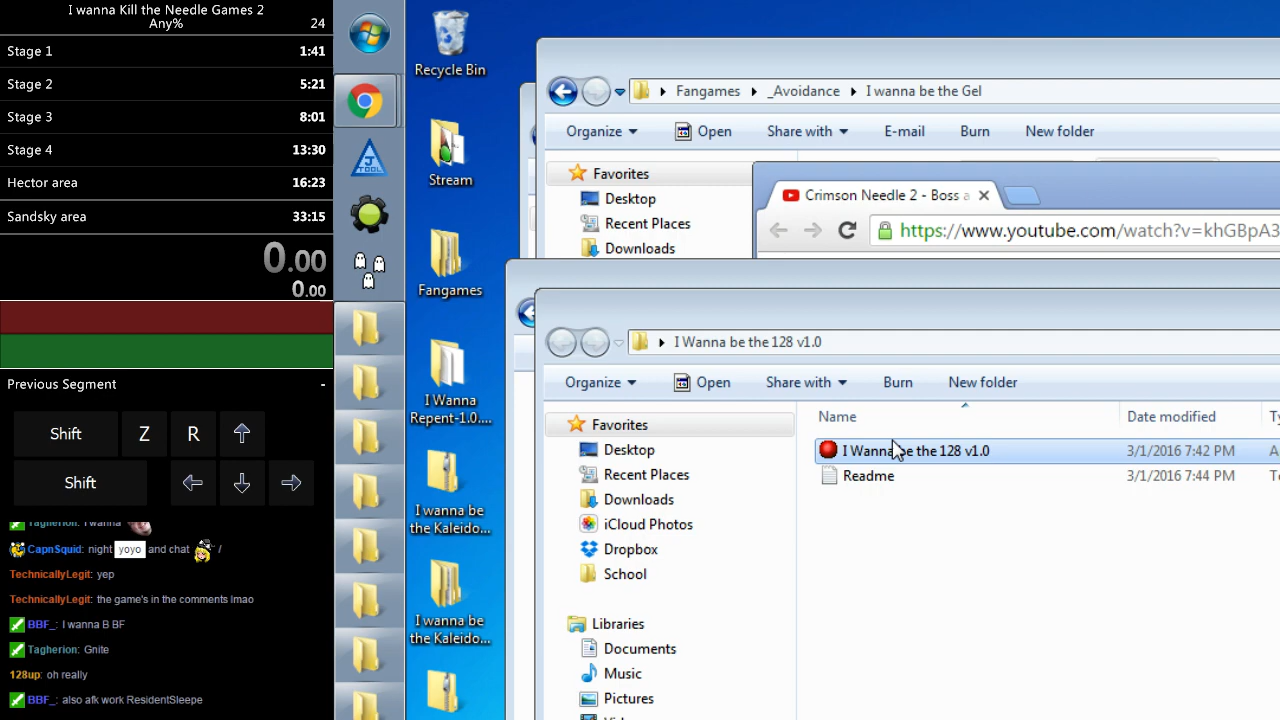 I wanna Kill the Needle Games 2
Any%
24
Stage 1 1:41
Stage 2 5:21
Stage 3 8:01
Stage 4 13:30
Hector area 16:23
Sandsky area 33:15
0.00
0.00
Previous Segment -
Shift Z R ↑
Shift ← ↓ →
Tagherion: I wanna
CapnSquid: night yoyo and chat /
TechnicallyLegit: yep
TechnicallyLegit: the game's in the comments lmao
BBF_: I wanna B BF
Tagherion: Gnite
128up: oh really
BBF_: also afk work ResidentSleepe
JTOOL
Recycle Bin
Stream
Fangames
I Wanna
Repent-1.0....
I wanna be
the Kaleido...
I wanna be
the Kaleido...
Fangames _Avoidance I wanna be the Gel
Organize Open Share with E-mail Burn New folder
Favorites
Desktop
Recent Places
Downloads
Crimson Needle 2 - Boss a
https://www.youtube.com/watch?v=khGBpA3
I Wanna be the 128 v1.0
Organize Open Share with Burn New folder
Favorites
Desktop
Recent Places
Downloads
iCloud Photos
Dropbox
School
Libraries
Documents
Music
Pictures
Name Date modified Ty
I Wanna be the 128 v1.0 3/1/2016 7:42 PM A
Readme 3/1/2016 7:44 PM Te